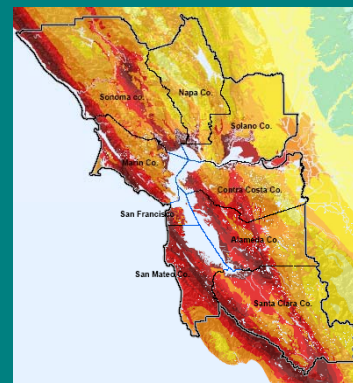 Sonoma co.
Napa Co.
Solano Co.
Marin Co.
Contra Costa Co.
San Francisco
Alameda Co.
San Mateo Co.
Santa Clara Co.